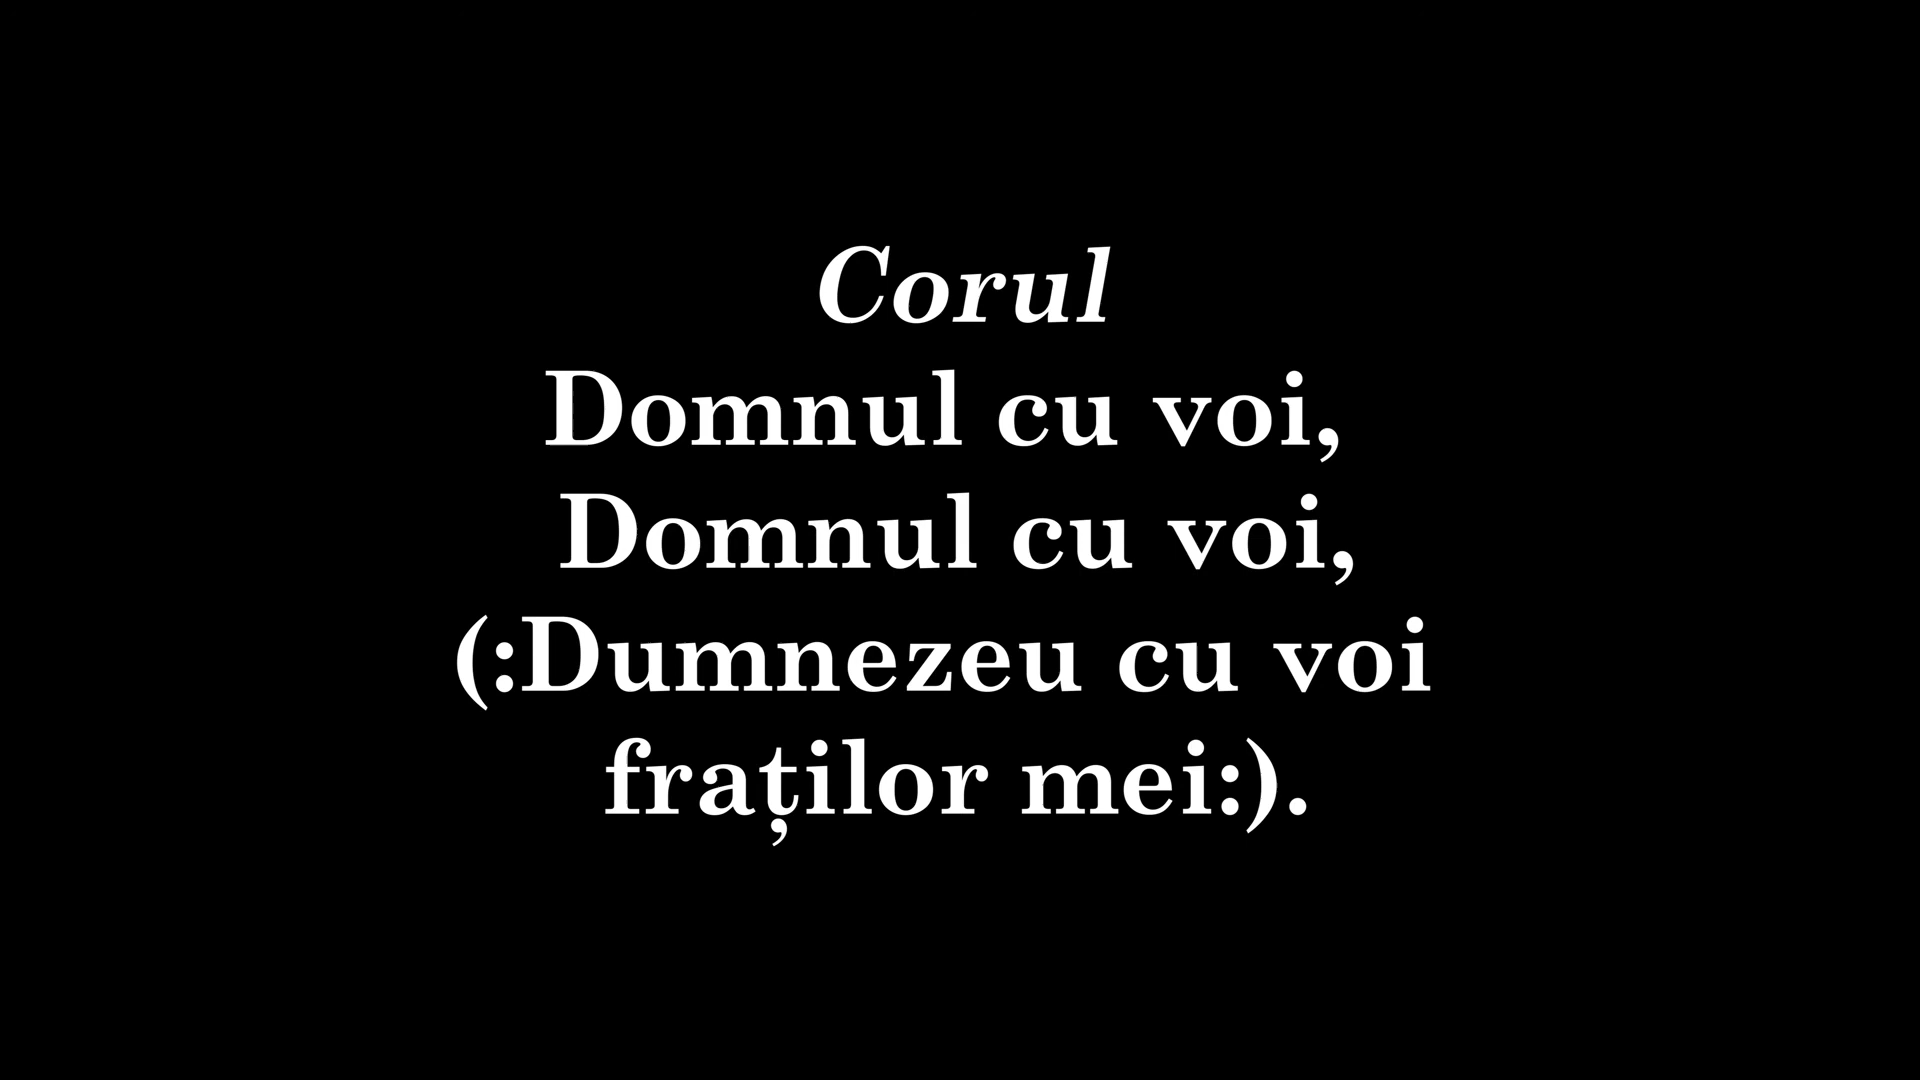 Corul
Domnul cu voi,
Domnul cu voi,
(:Dumnezeu cu voi
fraților mei:).